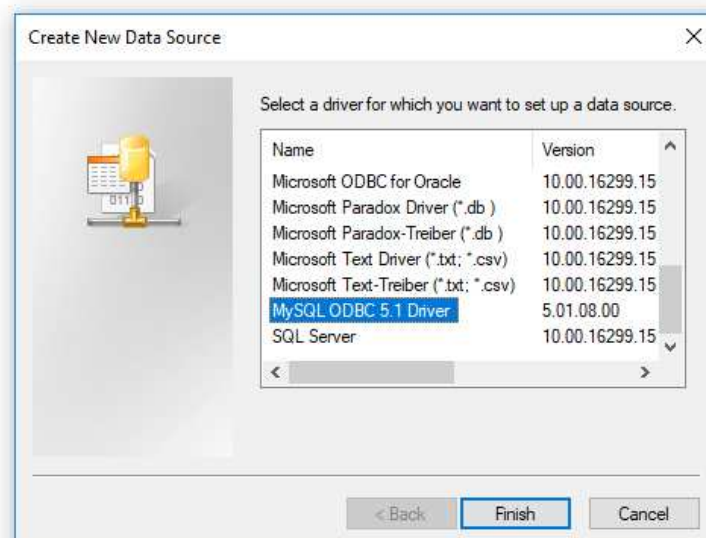 Create New Data Source
Select a driver for which you want to set up a data source.
Name Version
Microsoft ODBC for Oracle 10.00.16299.15
Microsoft Paradox Driver (*.db ) 10.00.16299.15
Microsoft Paradox-Treiber (*.db ) 10.00.16299.15
Microsoft Text Driver (*.txt; *.csv) 10.00.16299.15
Microsoft Text-Treiber (*.txt; *.csv) 10.00.16299.15
MySQL ODBC 5.1 Driver 5.01.08.00
SQL Server 10.00.16299.15
< Back Finish Cancel